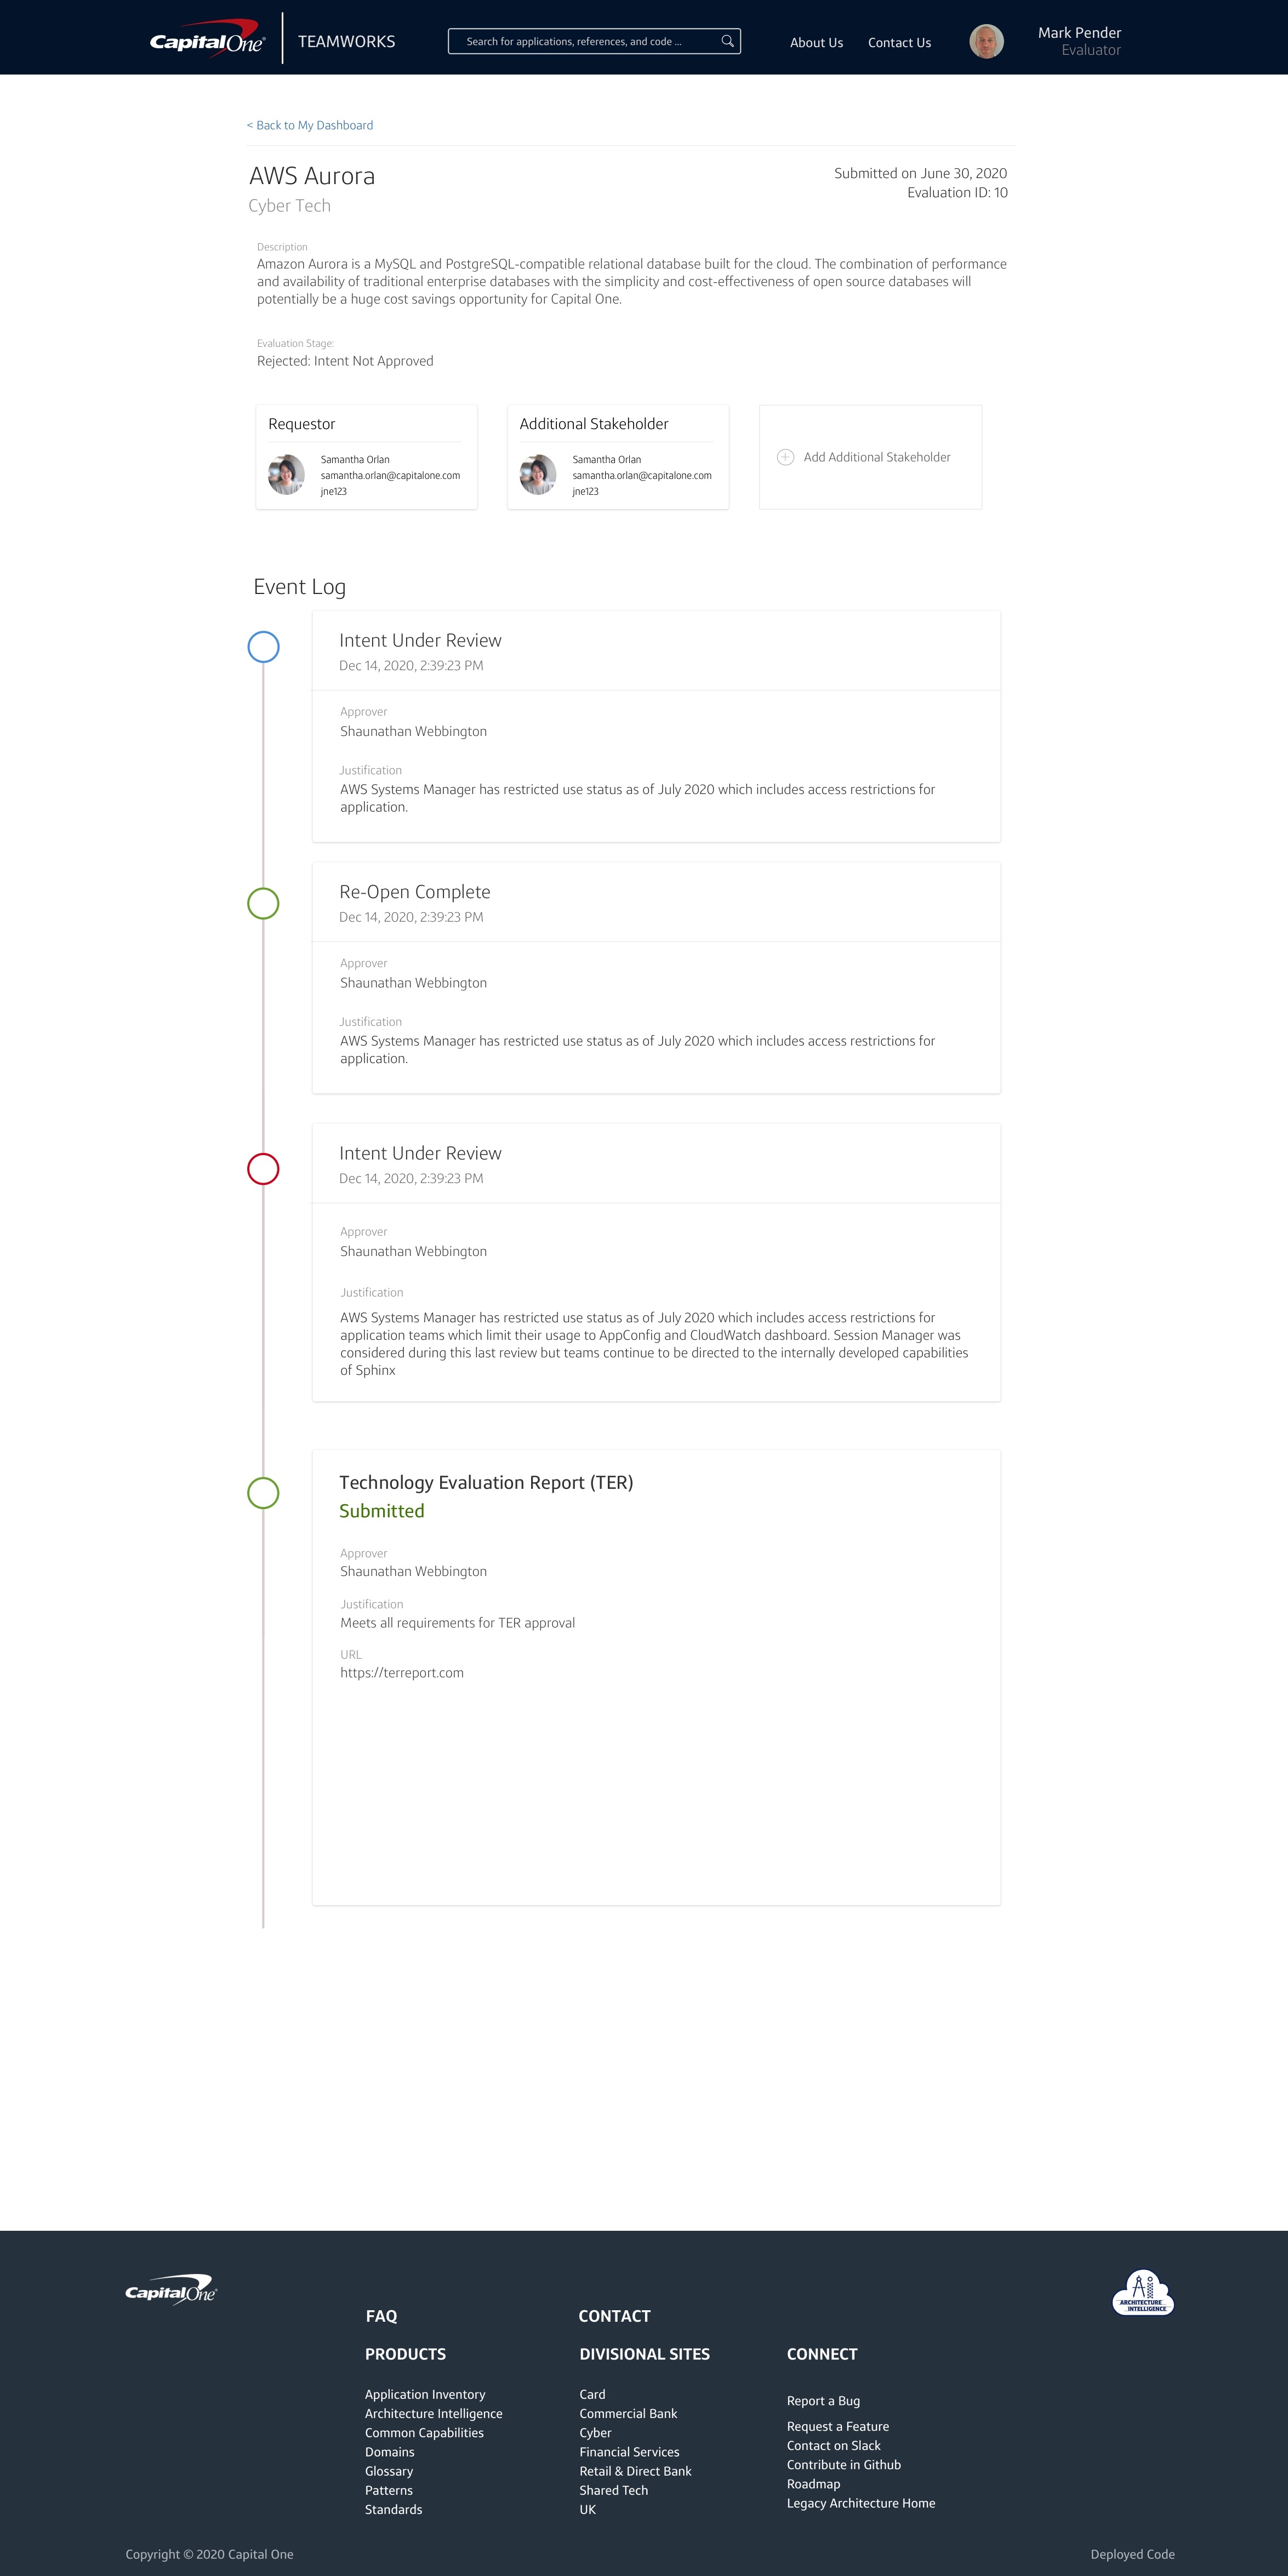 CapitalOne
TEAMWORKS
Search for applications, references, and code ...
About Us
Contact Us
Mark Pender
Evaluator
< Back to My Dashboard
AWS Aurora
Submitted on June 30, 2020
Cyber Tech
Evaluation ID: 10
Description
Amazon Aurora is a MySQL and PostgreSQL-compatible relational database built for the cloud. The combination of performance
and availability of traditional enterprise databases with the simplicity and cost-effectiveness of open source databases will
potentially be a huge cost savings opportunity for Capital One.
Evaluation Stage:
Rejected: Intent Not Approved
Requestor
Samantha Orlan
samantha.orlan@capitalone.com
jne123
Additional Stakeholder
Samantha Orlan
samantha.orlan@capitalone.com
jne123
Add Additional Stakeholder
Event Log
Intent Under Review
Dec 14, 2020, 2:39:23 PM
Approver
Shaunathan Webbington
Justification
AWS Systems Manager has restricted use status as of July 2020 which includes access restrictions for
application.
Re-Open Complete
Dec 14, 2020, 2:39:23 PM
Approver
Shaunathan Webbington
Justification
AWS Systems Manager has restricted use status as of July 2020 which includes access restrictions for
application.
Intent Under Review
Dec 14, 2020, 2:39:23 PM
Approver
Shaunathan Webbington
Justification
AWS Systems Manager has restricted use status as of July 2020 which includes access restrictions for
application teams which limit their usage to AppConfig and CloudWatch dashboard. Session Manager was
considered during this last review but teams continue to be directed to the internally developed capabilities
of Sphinx
Technology Evaluation Report (TER)
Submitted
Approver
Shaunathan Webbington
Justification
Meets all requirements for TER approval
URL
https://terreport.com
CapitalOne
ARCHITECTURE
INTELLIGENCE
FAQ
CONTACT
PRODUCTS
Application Inventory
Architecture Intelligence
Common Capabilities
Domains
Glossary
Patterns
Standards
DIVISIONAL SITES
Card
Commercial Bank
Cyber
Financial Services
Retail & Direct Bank
Shared Tech
UK
CONNECT
Report a Bug
Request a Feature
Contact on Slack
Contribute in Github
Roadmap
Legacy Architecture Home
Copyright © 2020 Capital One
Deployed Code